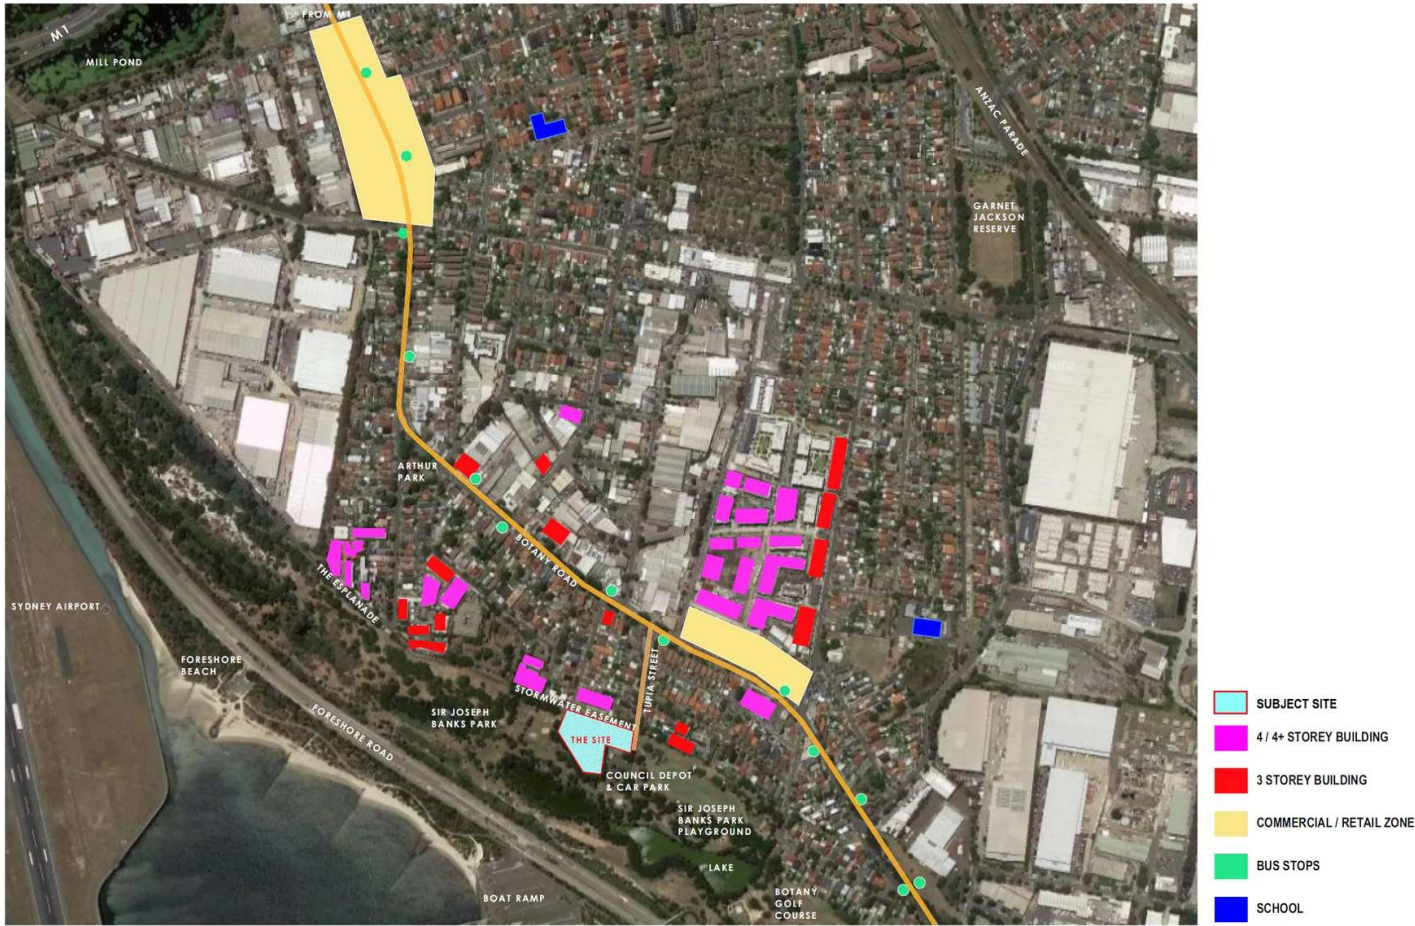 FROM M1
M1
MILL POND
ANZAC PARADE
GARNET
JACKSON
RESERVE
ARTHUR
PARK
BOTANY ROAD
THE ESPLANADE
SYDNEY AIRPORT
FORESHORE
BEACH
TUPIA STREET
STORMWATER EASEMENT
SIR JOSEPH
BANKS PARK
FORESHORE ROAD
THE SITE
COUNCIL DEPOT
& CAR PARK
SIR JOSEPH
BANKS PARK
PLAYGROUND
LAKE
BOAT RAMP
BOTANY
GOLF
COURSE
SUBJECT SITE
4 / 4+ STOREY BUILDING
3 STOREY BUILDING
COMMERCIAL / RETAIL ZONE
BUS STOPS
SCHOOL